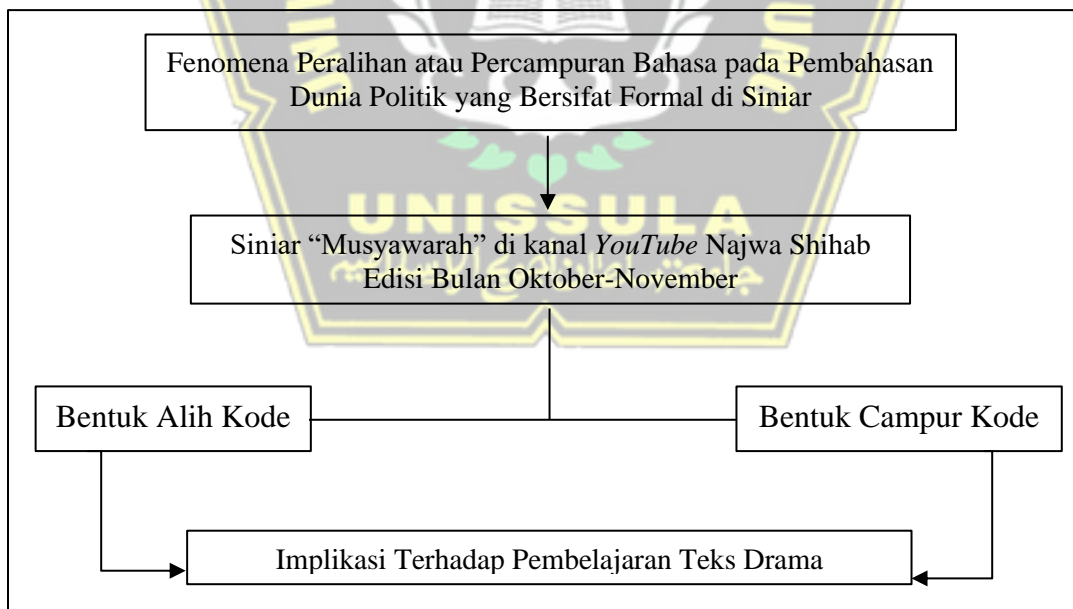 Fenomena Peralihan atau Percampuran Bahasa pada Pembahasan
Dunia Politik yang Bersifat Formal di Siniar
UNISSULA
Siniar “Musyawarah” di kanal YouTube Najwa Shihab
Edisi Bulan Oktober-November
Bentuk Alih Kode
Bentuk Campur Kode
Implikasi Terhadap Pembelajaran Teks Drama